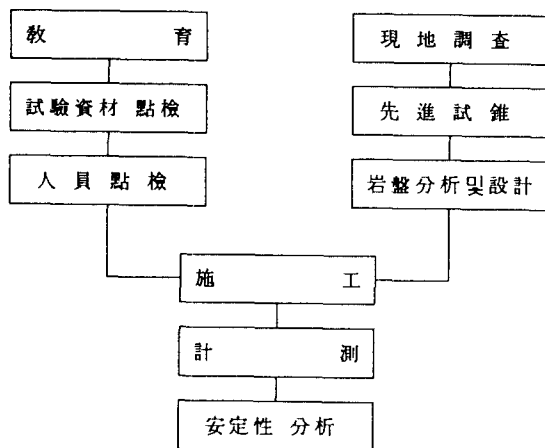 敎育
試驗資材 點檢
人員點檢
現地調査
先進試錐
岩盤分析및設計
施工
計測
安定性 分析